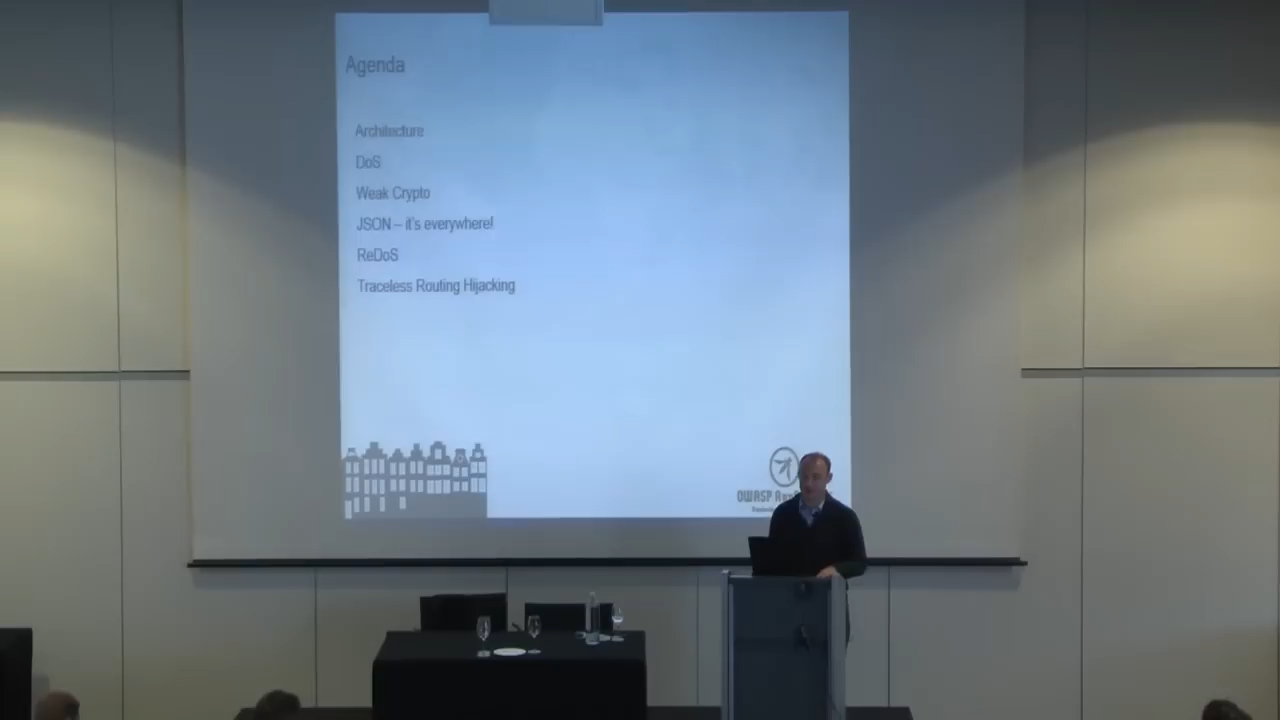 Agenda
Architecture
DoS
Weak Crypto
JSON – it's everywhere!
ReDoS
Traceless Routing Hijacking
OWASP